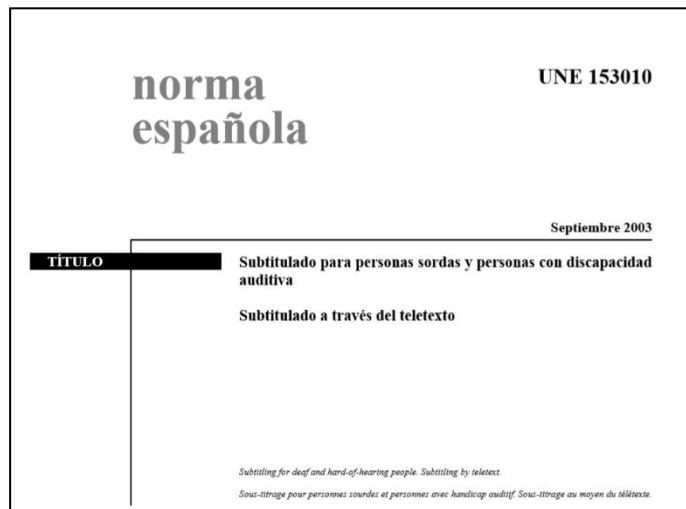 norma
española
UNE 153010
Septiembre 2003
TÍTULO
Subtitulado para personas sordas y personas con discapacidad
auditiva
Subtitulado a través del teletexto
Subtitling for deaf and hard-of-hearing people. Subtitling by teletext.
Sous-titrage pour personnes sourdes et personnes avec handicap auditif. Sous-titrage au moyen du télétexte.